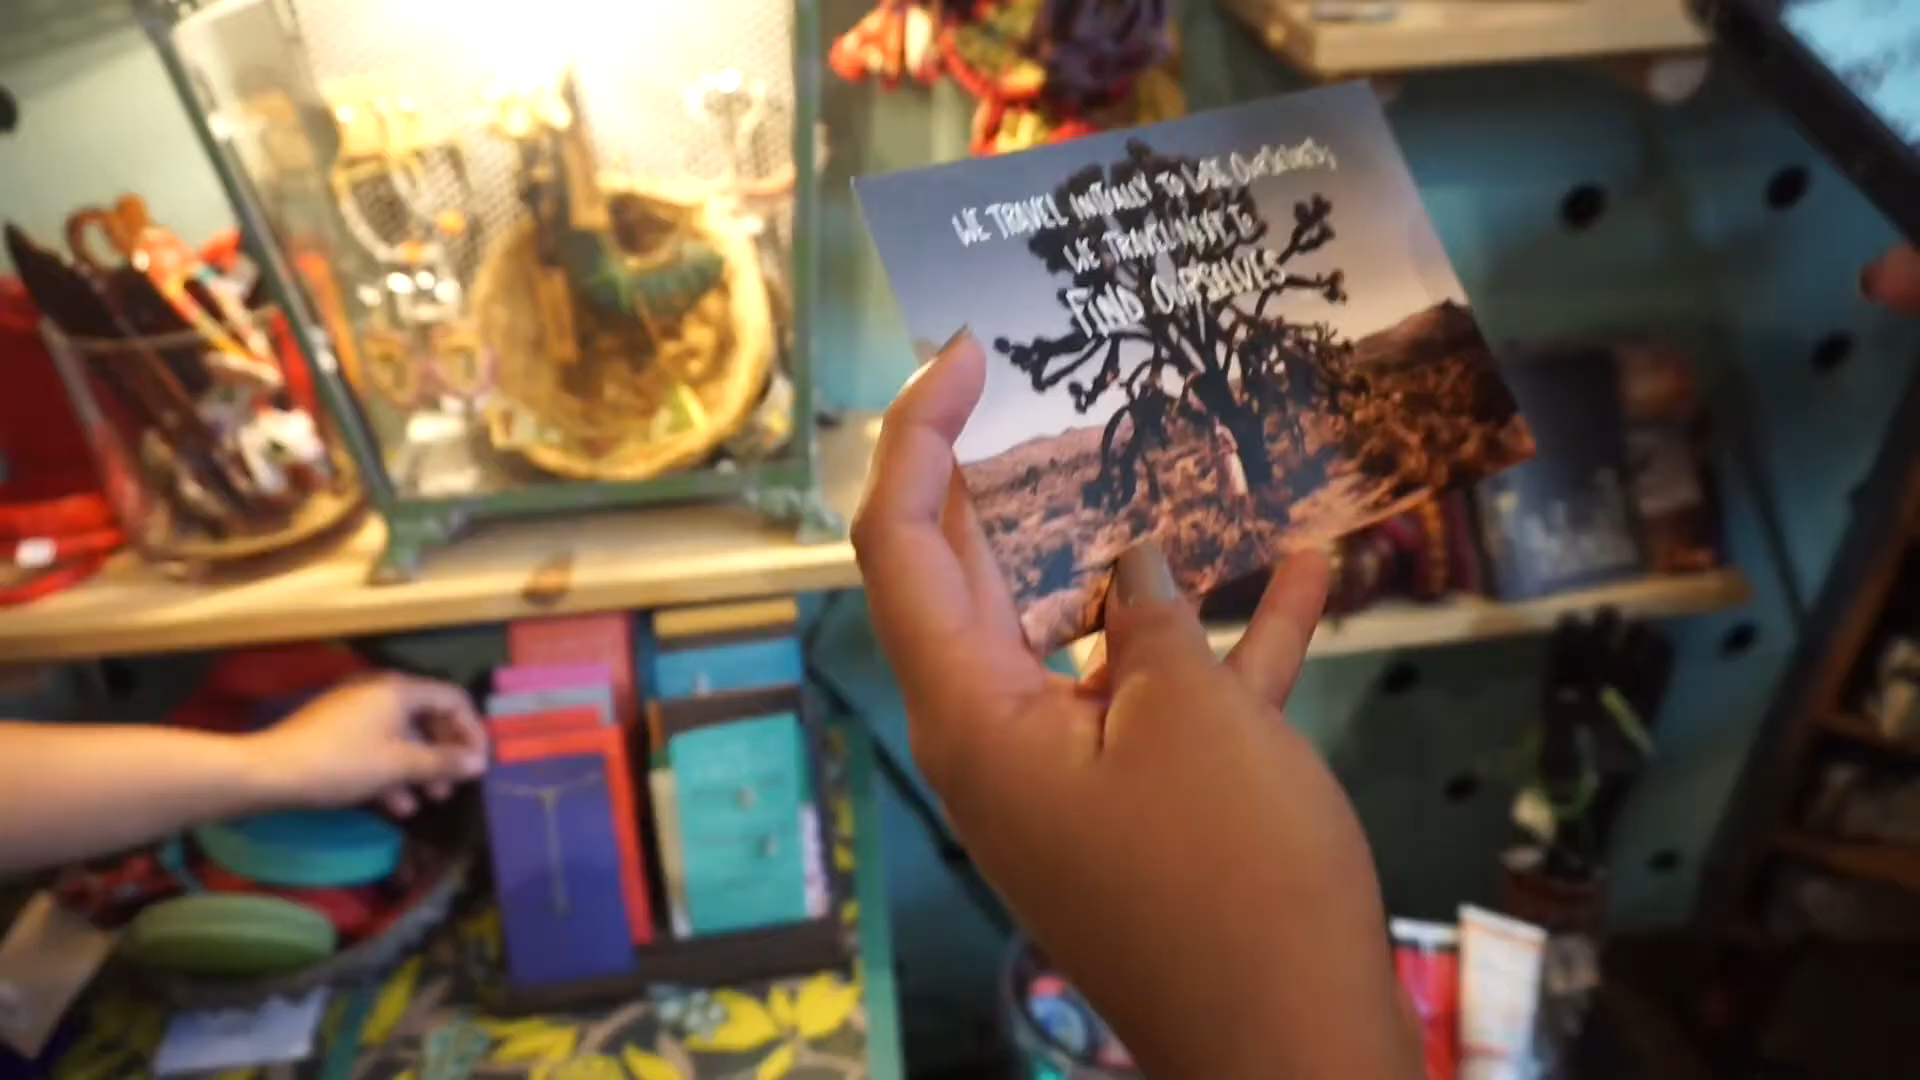 WE TRAVEL INITIALLY TO LOSE OURSELVES,
WE TRAVEL NEXT TO
FIND OURSELVES